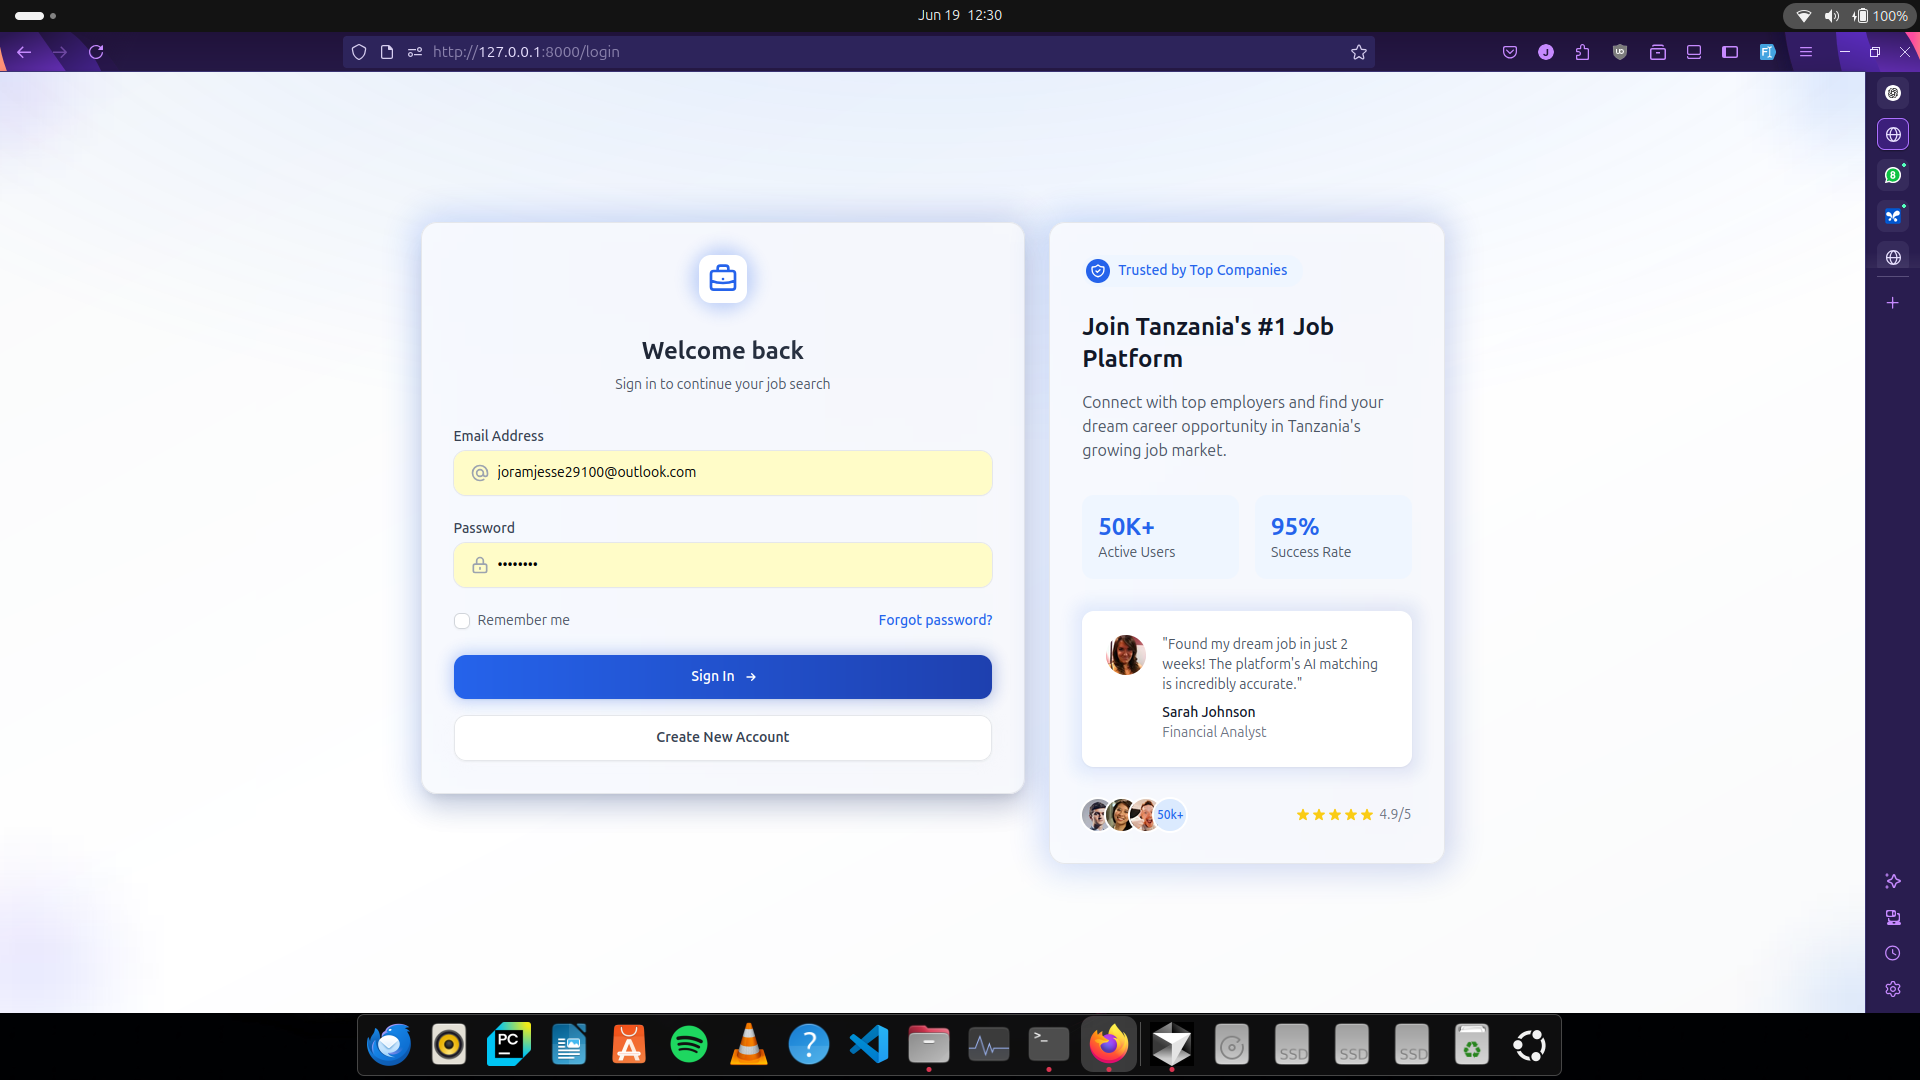 Jun 19 12:30
100%
http://127.0.0.1:8000/login
J
UO
8
Welcome back
Sign in to continue your job search
Email Address
joramjesse29100@outlook.com
Password
••••••••
Remember me
Forgot password?
Sign In →
Create New Account
Trusted by Top Companies
Join Tanzania's #1 Job
Platform
Connect with top employers and find your
dream career opportunity in Tanzania's
growing job market.
50K+
Active Users
95%
Success Rate
"Found my dream job in just 2
weeks! The platform's AI matching
is incredibly accurate."
Sarah Johnson
Financial Analyst
50k+
4.9/5
PC
?
>_
SSD
SSD
SSD